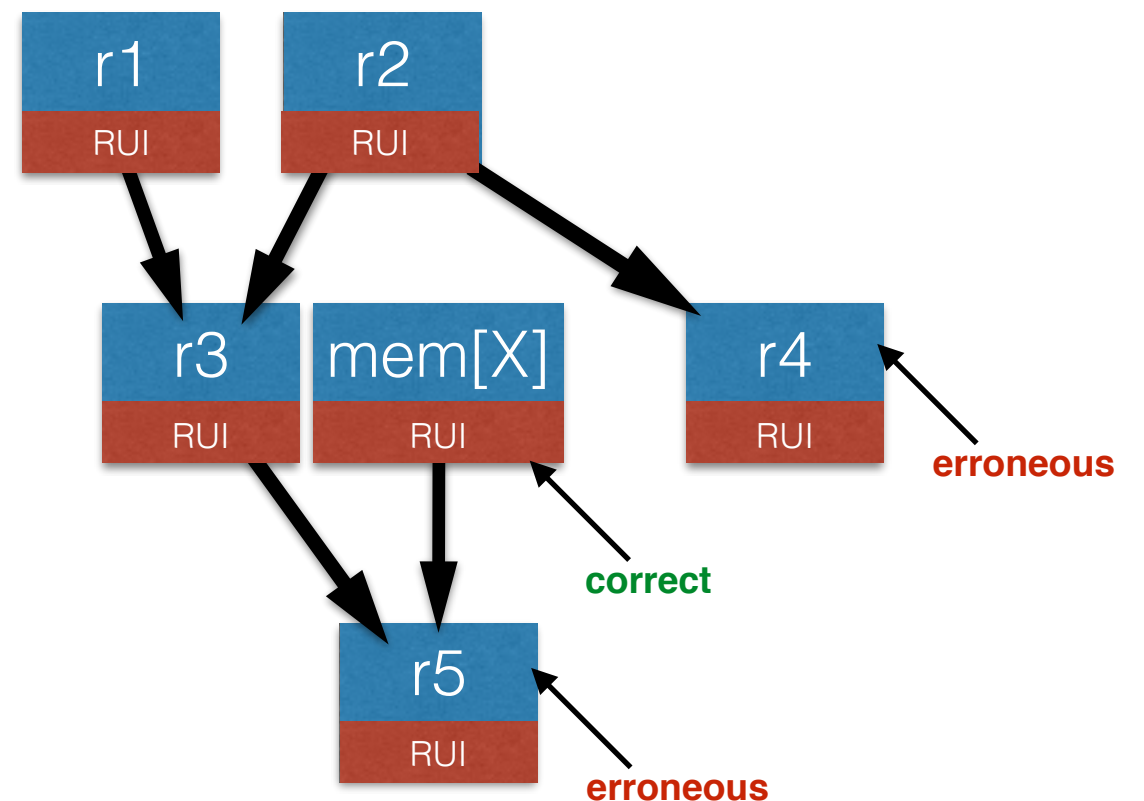 r1
RUI
r2
RUI
r3
RUI
mem[X]
RUI
r4
RUI
erroneous
correct
r5
RUI
erroneous